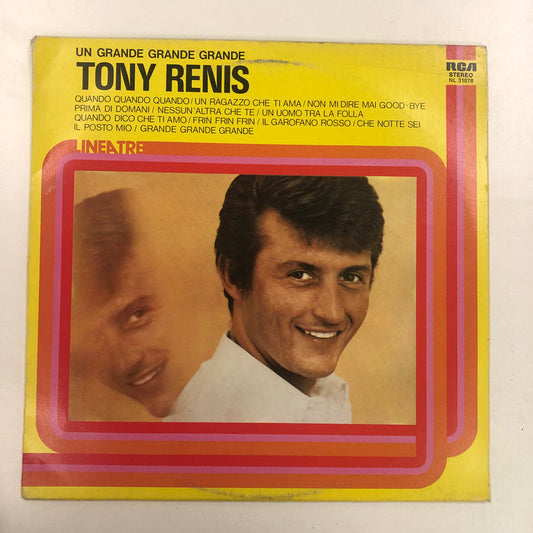 UN GRANDE GRANDE GRANDE
TONY RENIS
QUANDO QUANDO QUANDO / UN RAGAZZO CHE TI AMA / NON MI DIRE MAI GOOD-BYE
PRIMA DI DOMANI / NESSUN'ALTRA CHE TE / UN UOMO TRA LA FOLLA
QUANDO DICO CHE TI AMO / FRIN FRIN FRIN / IL GAROFANO ROSSO / CHE NOTTE SEI
IL POSTO MIO / GRANDE GRANDE GRANDE
LINEATRE
RCA
STEREO
NL 31078